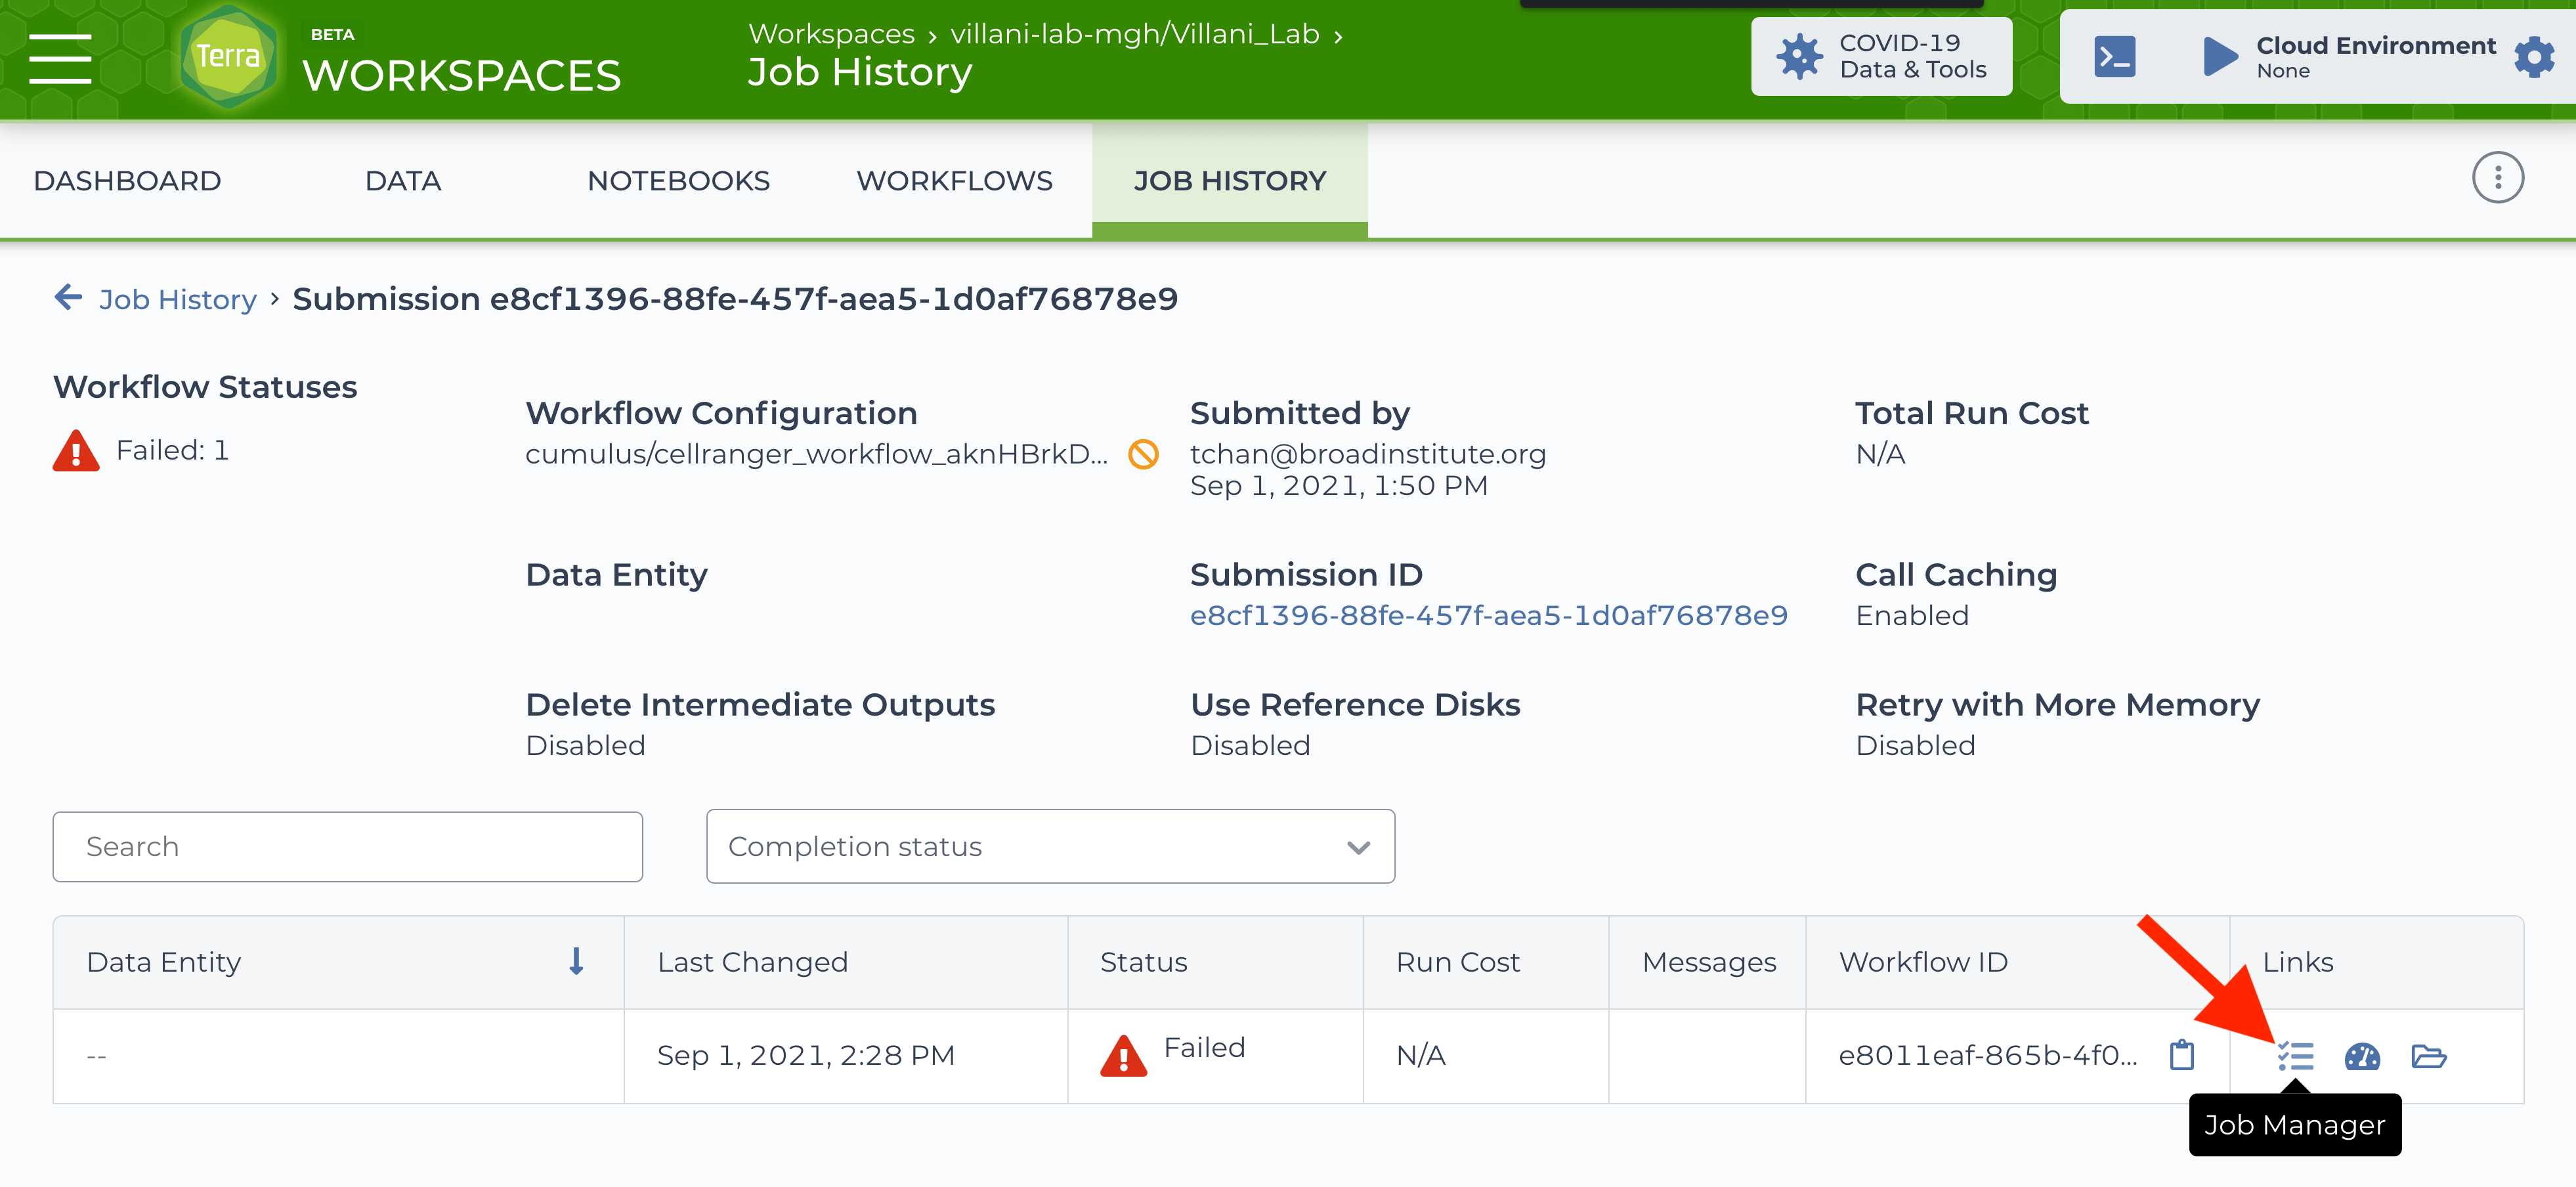 Terra
BETA
WORKSPACES
Workspaces › villani-lab-mgh/Villani_Lab ›
Job History
COVID-19
Data & Tools
Cloud Environment
None
DASHBOARD
DATA
NOTEBOOKS
WORKFLOWS
JOB HISTORY
Job History › Submission e8cf1396-88fe-457f-aea5-1d0af76878e9
Workflow Statuses
Failed: 1
Workflow Configuration
cumulus/cellranger_workflow_aknHBrkD...
Submitted by
tchan@broadinstitute.org
Sep 1, 2021, 1:50 PM
Total Run Cost
N/A
Data Entity
Submission ID
e8cf1396-88fe-457f-aea5-1d0af76878e9
Call Caching
Enabled
Delete Intermediate Outputs
Disabled
Use Reference Disks
Disabled
Retry with More Memory
Disabled
Search
Completion status
Data Entity
Last Changed
Status
Run Cost
Messages
Workflow ID
Links
--
Sep 1, 2021, 2:28 PM
Failed
N/A
e8011eaf-865b-4f0...
Job Manager